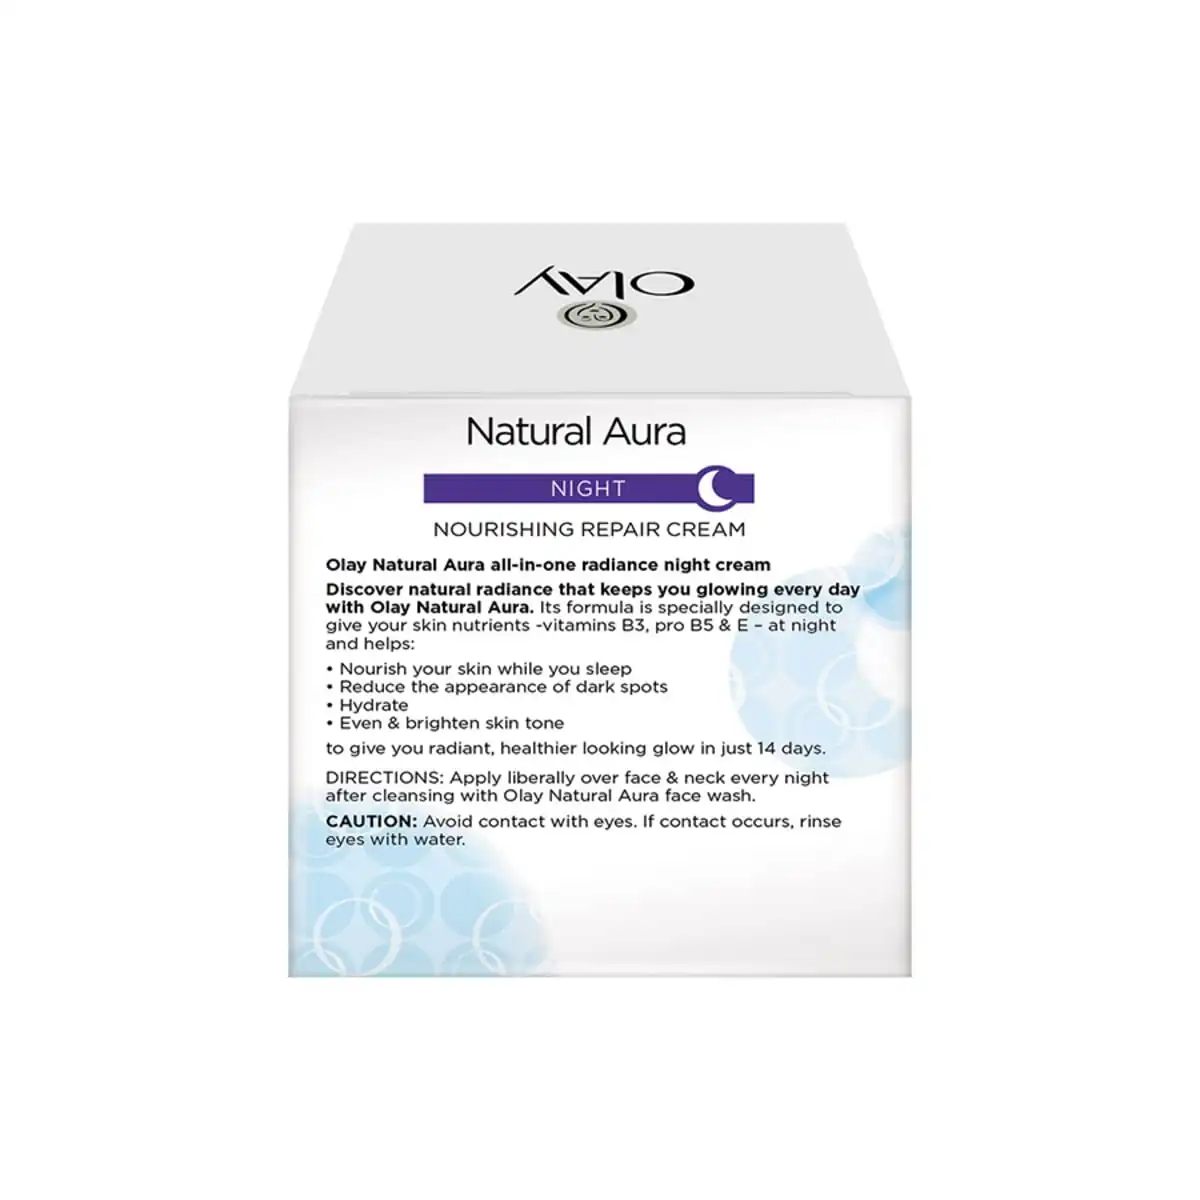 Olay
Natural Aura
NIGHT
NOURISHING REPAIR CREAM
Olay Natural Aura all-in-one radiance night cream
Discover natural radiance that keeps you glowing every day
with Olay Natural Aura. Its formula is specially designed to
give your skin nutrients -vitamins B3, pro B5 & E – at night
and helps:
• Nourish your skin while you sleep
• Reduce the appearance of dark spots
• Hydrate
• Even & brighten skin tone
to give you radiant, healthier looking glow in just 14 days.
DIRECTIONS: Apply liberally over face & neck every night
after cleansing with Olay Natural Aura face wash.
CAUTION: Avoid contact with eyes. If contact occurs, rinse
eyes with water.